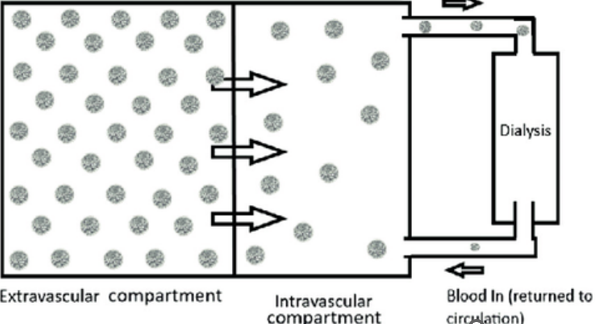 Dialysis
Extravascular compartment
Intravascular
compartment
Blood In (returned to
circulation)